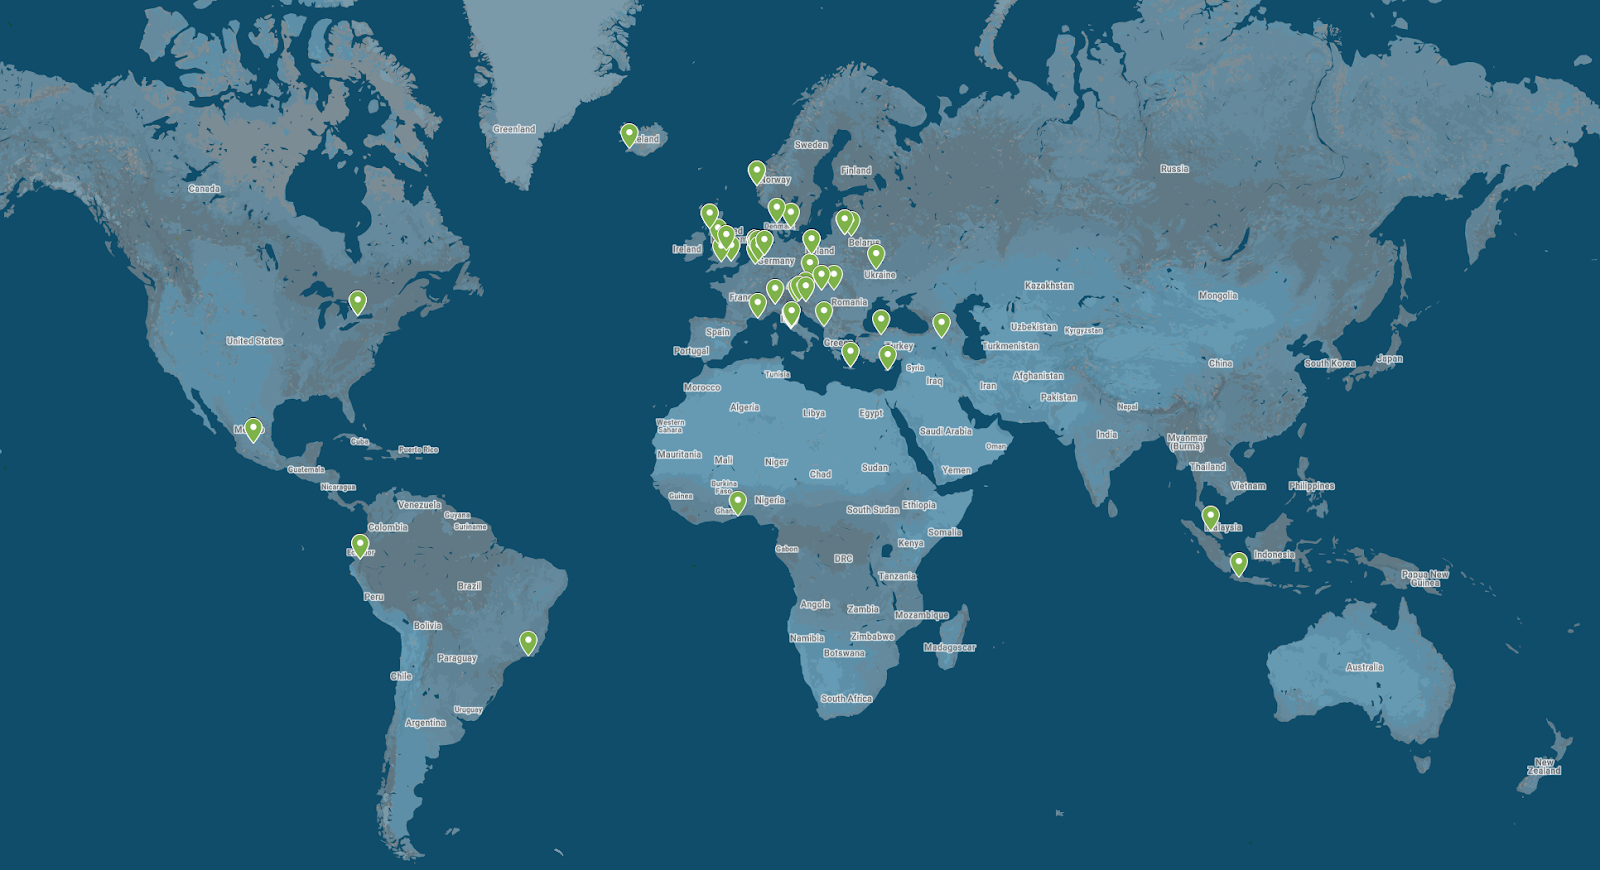 Greenland
Sweden
Finland
Russia
Norway
Canada
Ireland
Belarus
Germany
Ukraine
Kazakhstan
Mongolia
Romania
Spain
Portugal
United States
Uzbekistan
Kyrgyzstan
Turkmenistan
Turkey
China
South Korea
Japan
Syria
Iraq
Iran
Afghanistan
Pakistan
Nepal
Tunisia
Morocco
Algeria
Libya
Egypt
Western
Sahara
Saudi Arabia
Oman
India
Myanmar
(Burma)
Cuba
Puerto Rico
Mauritania
Mali
Niger
Chad
Sudan
Yemen
Thailand
Guatemala
Nicaragua
Burkina
Faso
Guinea
Nigeria
Vietnam
Philippines
Venezuela
Guyana
Suriname
Colombia
South Sudan
Ethiopia
Somalia
Kenya
Gabon
DRC
Indonesia
Tanzania
Papua New
Guinea
Brazil
Peru
Angola
Zambia
Mozambique
Bolivia
Namibia
Zimbabwe
Botswana
Madagascar
Paraguay
Chile
Australia
South Africa
Uruguay
Argentina
New
Zealand